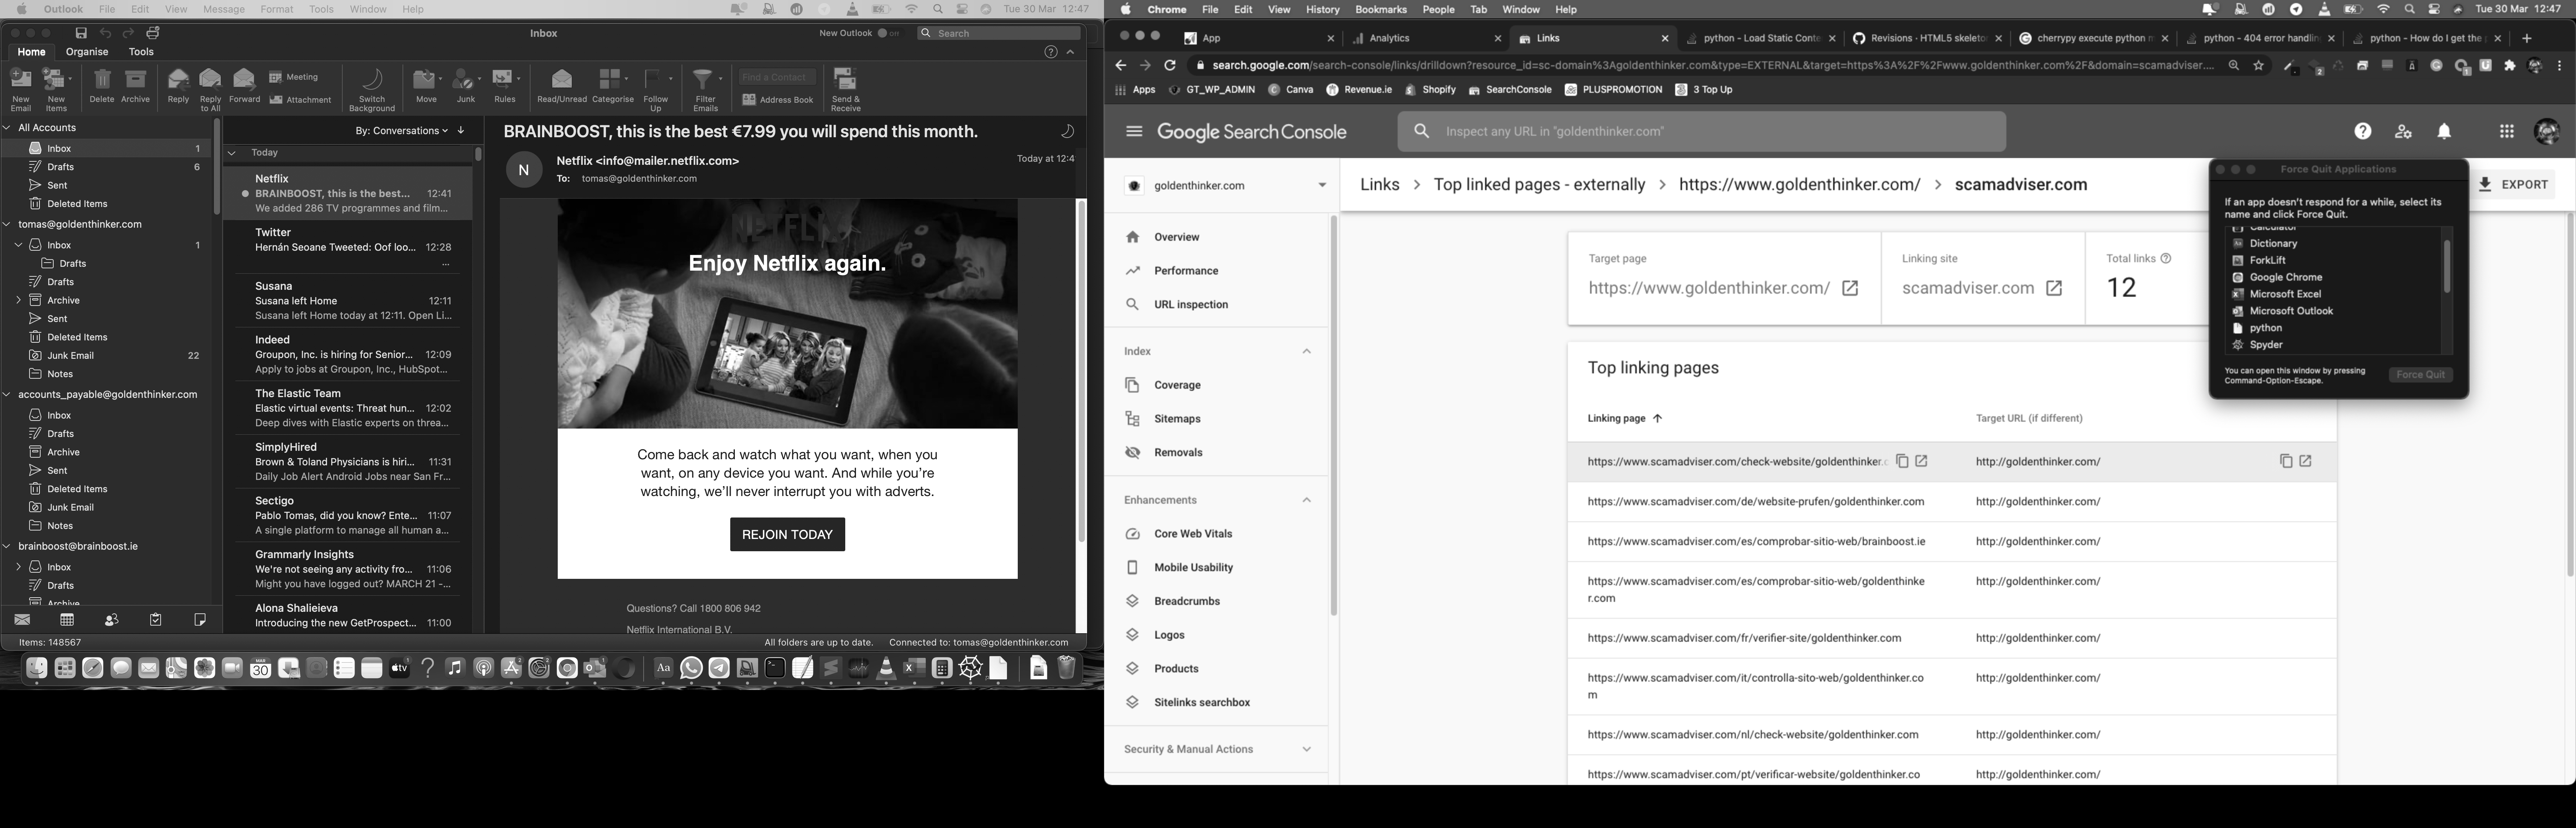 Outlook File Edit View Message Format Tools Window Help Tue 30 Mar 12:47
Inbox
New Outlook
Search
Home Organise Tools
New Email
New Items
Delete
Archive
Reply
Reply to All
Forward
Meeting
Attachment
Switch Background
Move
Junk
Rules
Read/Unread
Categorise
Follow Up
Filter Emails
Find a Contact
Address Book
Send & Receive
All Accounts
Inbox 1
Drafts 6
Sent
Deleted Items
tomas@goldenthinker.com
Inbox 1
Drafts
Drafts
Archive
Sent
Deleted Items
Junk Email 22
Notes
accounts_payable@goldenthinker.com
Inbox
Drafts
Archive
Sent
Deleted Items
Junk Email
Notes
brainboost@brainboost.ie
Inbox
Drafts
Archive
By: Conversations
Today
Netflix
BRAINBOOST, this is the best... 12:41
We added 286 TV programmes and film...
Twitter
Hernán Seoane Tweeted: Oof loo... 12:28
...
Susana
Susana left Home 12:11
Susana left Home today at 12:11. Open Li...
Indeed
Groupon, Inc. is hiring for Senior... 12:09
Apply to jobs at Groupon, Inc., HubSpot...
The Elastic Team
Elastic virtual events: Threat hun... 12:02
Deep dives with Elastic experts on threa...
SimplyHired
Brown & Toland Physicians is hiri... 11:31
Daily Job Alert Android Jobs near San Fr...
Sectigo
Pablo Tomas, did you know? Ente... 11:07
A single platform to manage all human a...
Grammarly Insights
We're not seeing any activity fro... 11:06
Might you have logged out? MARCH 21 -...
Alona Shalieieva
Introducing the new GetProspect... 11:00
BRAINBOOST, this is the best €7.99 you will spend this month.
N
Netflix <info@mailer.netflix.com>
To: tomas@goldenthinker.com
Today at 12:4
NETFLIX
Enjoy Netflix again.
Come back and watch what you want, when you
want, on any device you want. And while you're
watching, we'll never interrupt you with adverts.
REJOIN TODAY
Questions? Call 1800 806 942
Netflix International B.V.
Items: 148567
All folders are up to date. Connected to: tomas@goldenthinker.com
MAR
30
tv
Aa
Chrome File Edit View History Bookmarks People Tab Window Help Tue 30 Mar 12:47
App
Analytics
Links
python - Load Static Conte
Revisions · HTML5 skeleto
cherrypy execute python
python - 404 error handlin
python - How do I get the
search.google.com/search-console/links/drilldown?resource_id=sc-domain%3Agoldenthinker.com&type=EXTERNAL&target=https%3A%2F%2Fwww.goldenthinker.com%2F&domain=scamadviser....
Apps GT_WP_ADMIN Canva Revenue.ie Shopify SearchConsole PLUSPROMOTION 3 Top Up
Google Search Console
Inspect any URL in "goldenthinker.com"
goldenthinker.com
Overview
Performance
URL inspection
Index
Coverage
Sitemaps
Removals
Enhancements
Core Web Vitals
Mobile Usability
Breadcrumbs
Logos
Products
Sitelinks searchbox
Security & Manual Actions
Links > Top linked pages - externally > https://www.goldenthinker.com/ > scamadviser.com
EXPORT
Target page
https://www.goldenthinker.com/
Linking site
scamadviser.com
Total links
12
Top linking pages
Linking page Target URL (if different)
https://www.scamadviser.com/check-website/goldenthinker.c http://goldenthinker.com/
https://www.scamadviser.com/de/website-prufen/goldenthinker.com http://goldenthinker.com/
https://www.scamadviser.com/es/comprobar-sitio-web/brainboost.ie http://goldenthinker.com/
https://www.scamadviser.com/es/comprobar-sitio-web/goldenthinke http://goldenthinker.com/
r.com
https://www.scamadviser.com/fr/verifier-site/goldenthinker.com http://goldenthinker.com/
https://www.scamadviser.com/it/controlla-sito-web/goldenthinker.co http://goldenthinker.com/
m
https://www.scamadviser.com/nl/check-website/goldenthinker.com http://goldenthinker.com/
https://www.scamadviser.com/pt/verificar-website/goldenthinker.co http://goldenthinker.com/
Force Quit Applications
If an app doesn't respond for a while, select its
name and click Force Quit.
Calculator
Dictionary
ForkLift
Google Chrome
Microsoft Excel
Microsoft Outlook
python
Spyder
You can open this window by pressing
Command-Option-Escape.
Force Quit